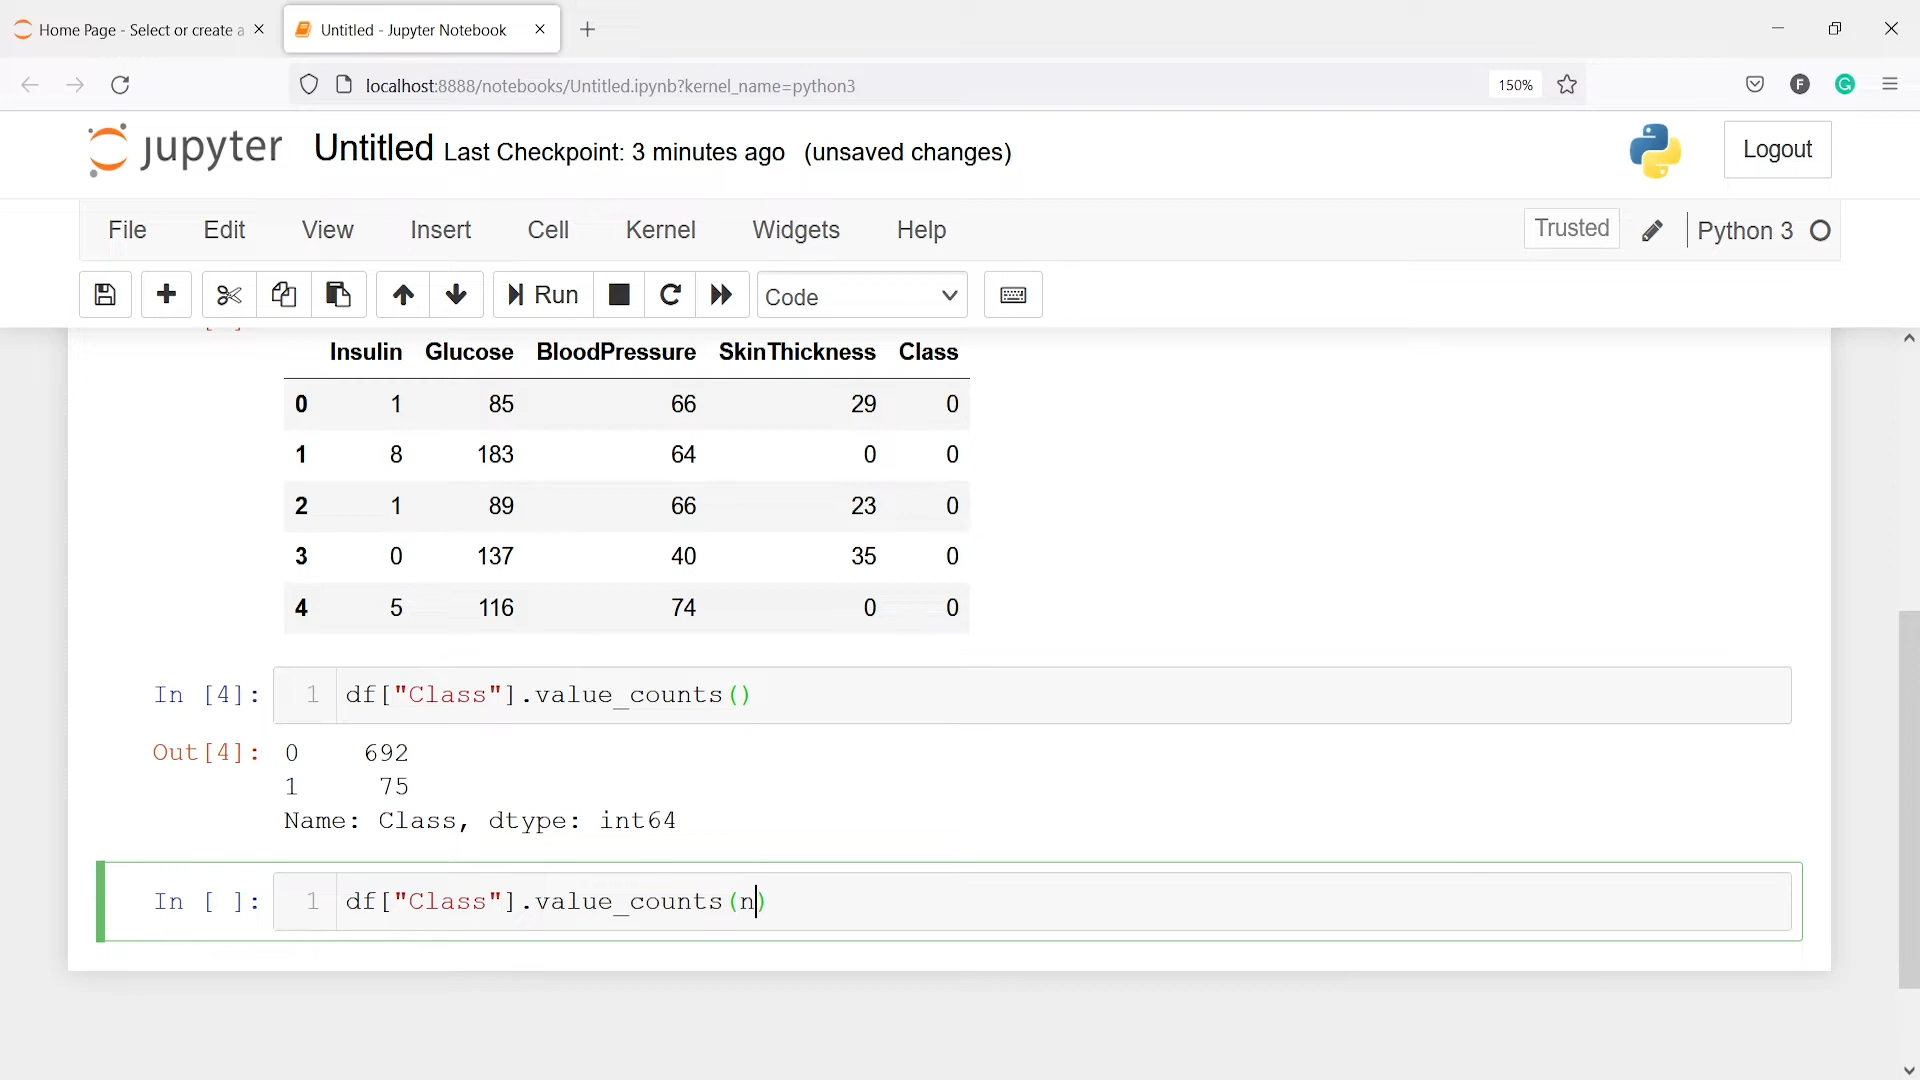 Home Page - Select or create a
Untitled - Jupyter Notebook
localhost:8888/notebooks/Untitled.ipynb?kernel_name=python3
150%
F
G
jupyter Untitled Last Checkpoint: 3 minutes ago (unsaved changes)
Logout
File Edit View Insert Cell Kernel Widgets Help
Trusted
Python 3
Run
Code
Insulin Glucose BloodPressure SkinThickness Class
0 1 85 66 29 0
1 8 183 64 0 0
2 1 89 66 23 0
3 0 137 40 35 0
4 5 116 74 0 0
In [4]: 1 df["Class"].value_counts()
Out[4]: 0 692
1 75
Name: Class, dtype: int64
In [ ]: 1 df["Class"].value_counts(n)